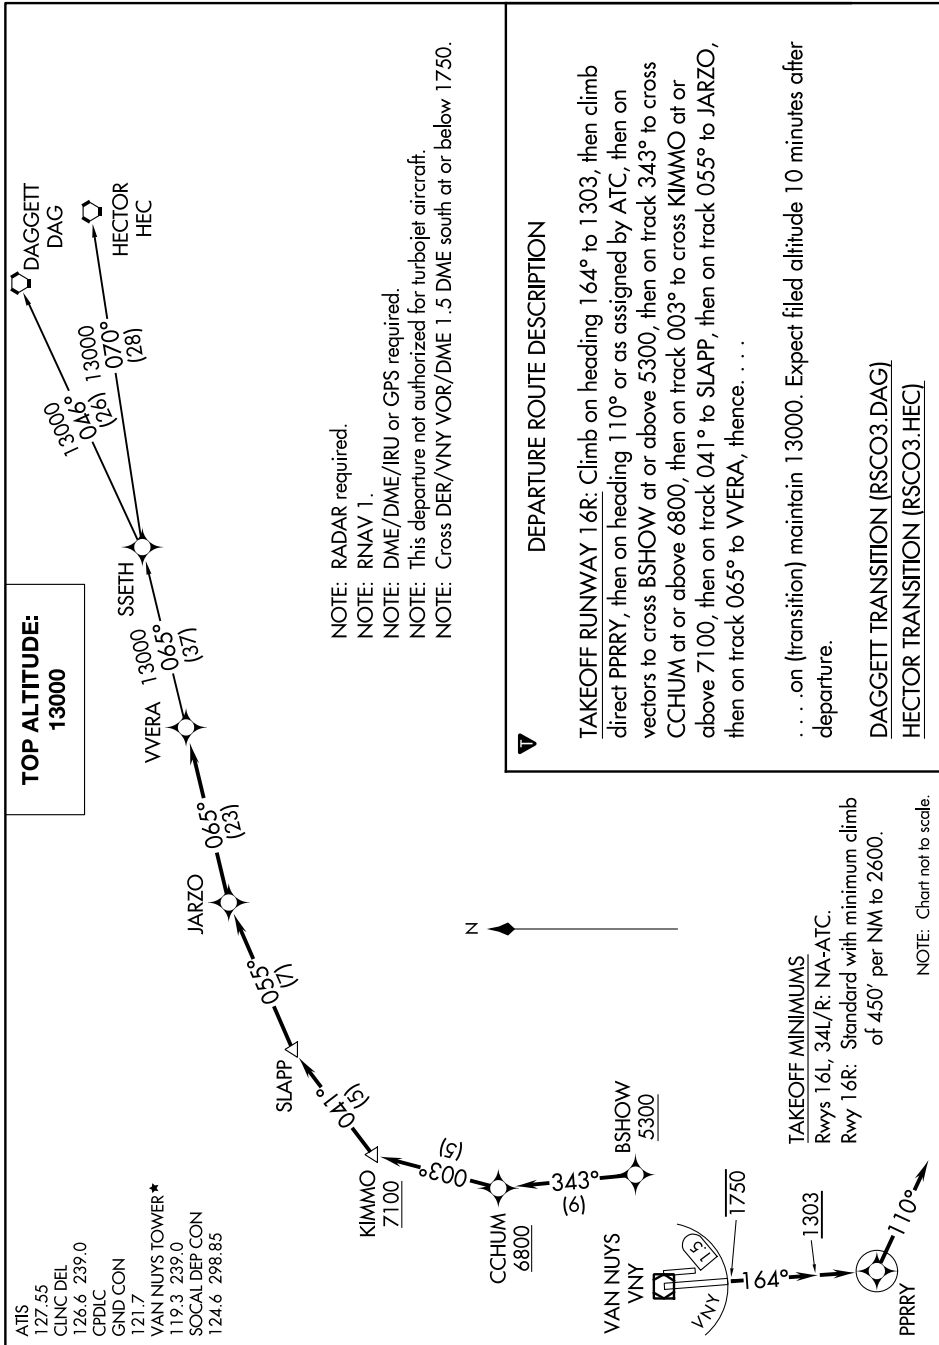 ATIS
127.55
CLNC DEL
126.6 239.0
CPDLC
GND CON
121.7
VAN NUYS TOWER★
119.3 239.0
SOCAL DEP CON
124.6 298.85
TOP ALTITUDE:
13000
DAGGETT
DAG
HECTOR
HEC
13000
046°
(26)
13000
070°
(28)
SSETH
13000
065°
(37)
VVERA
065°
(23)
JARZO
055°
(7)
SLAPP
041°
(5)
KIMMO
7100
003°
(5)
CCHUM
6800
343°
(6)
BSHOW
5300
VAN NUYS
VNY
VNY
1.5
1750
164°
1303
PPRRY
110°
N
NOTE: RADAR required.
NOTE: RNAV 1.
NOTE: DME/DME/IRU or GPS required.
NOTE: This departure not authorized for turbojet aircraft.
NOTE: Cross DER/VNY VOR/DME 1.5 DME south at or below 1750.
TAKEOFF MINIMUMS
Rwys 16L, 34L/R: NA-ATC.
Rwy 16R: Standard with minimum climb
of 450' per NM to 2600.
NOTE: Chart not to scale.
T
DEPARTURE ROUTE DESCRIPTION
TAKEOFF RUNWAY 16R: Climb on heading 164° to 1303, then climb
direct PPRRY, then on heading 110° or as assigned by ATC, then on
vectors to cross BSHOW at or above 5300, then on track 343° to cross
CCHUM at or above 6800, then on track 003° to cross KIMMO at or
above 7100, then on track 041° to SLAPP, then on track 055° to JARZO,
then on track 065° to VVERA, thence. . . .
. . . .on (transition) maintain 13000. Expect filed altitude 10 minutes after
departure.
DAGGETT TRANSITION (RSCO3.DAG)
HECTOR TRANSITION (RSCO3.HEC)